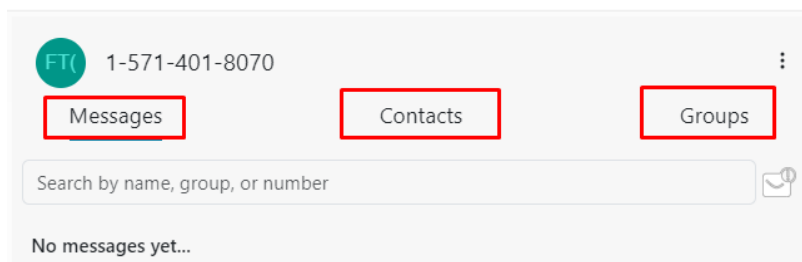 FT( 1-571-401-8070
Messages Contacts Groups
Search by name, group, or number
No messages yet...